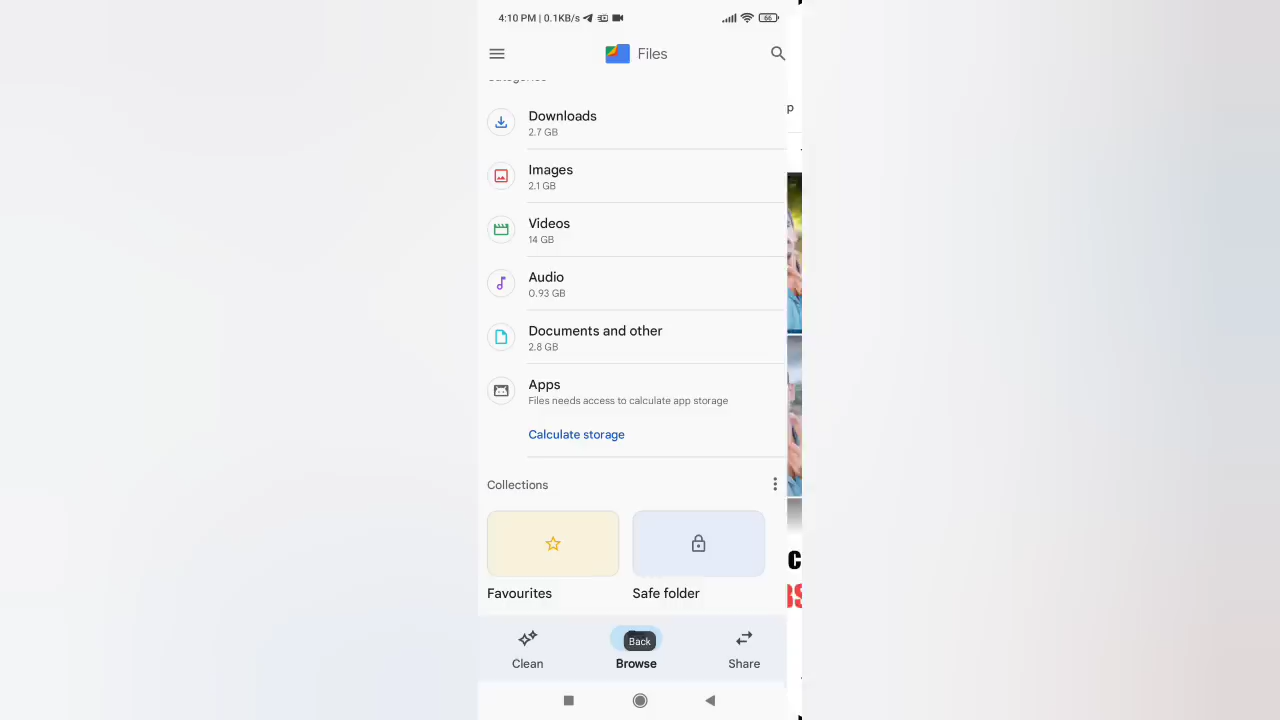 4:10 PM | 0.1KB/s
66
Files
Downloads
2.7 GB
Images
2.1 GB
Videos
14 GB
Audio
0.93 GB
Documents and other
2.8 GB
Apps
Files needs access to calculate app storage
Calculate storage
Collections
Favourites
Safe folder
Back
Clean
Browse
Share